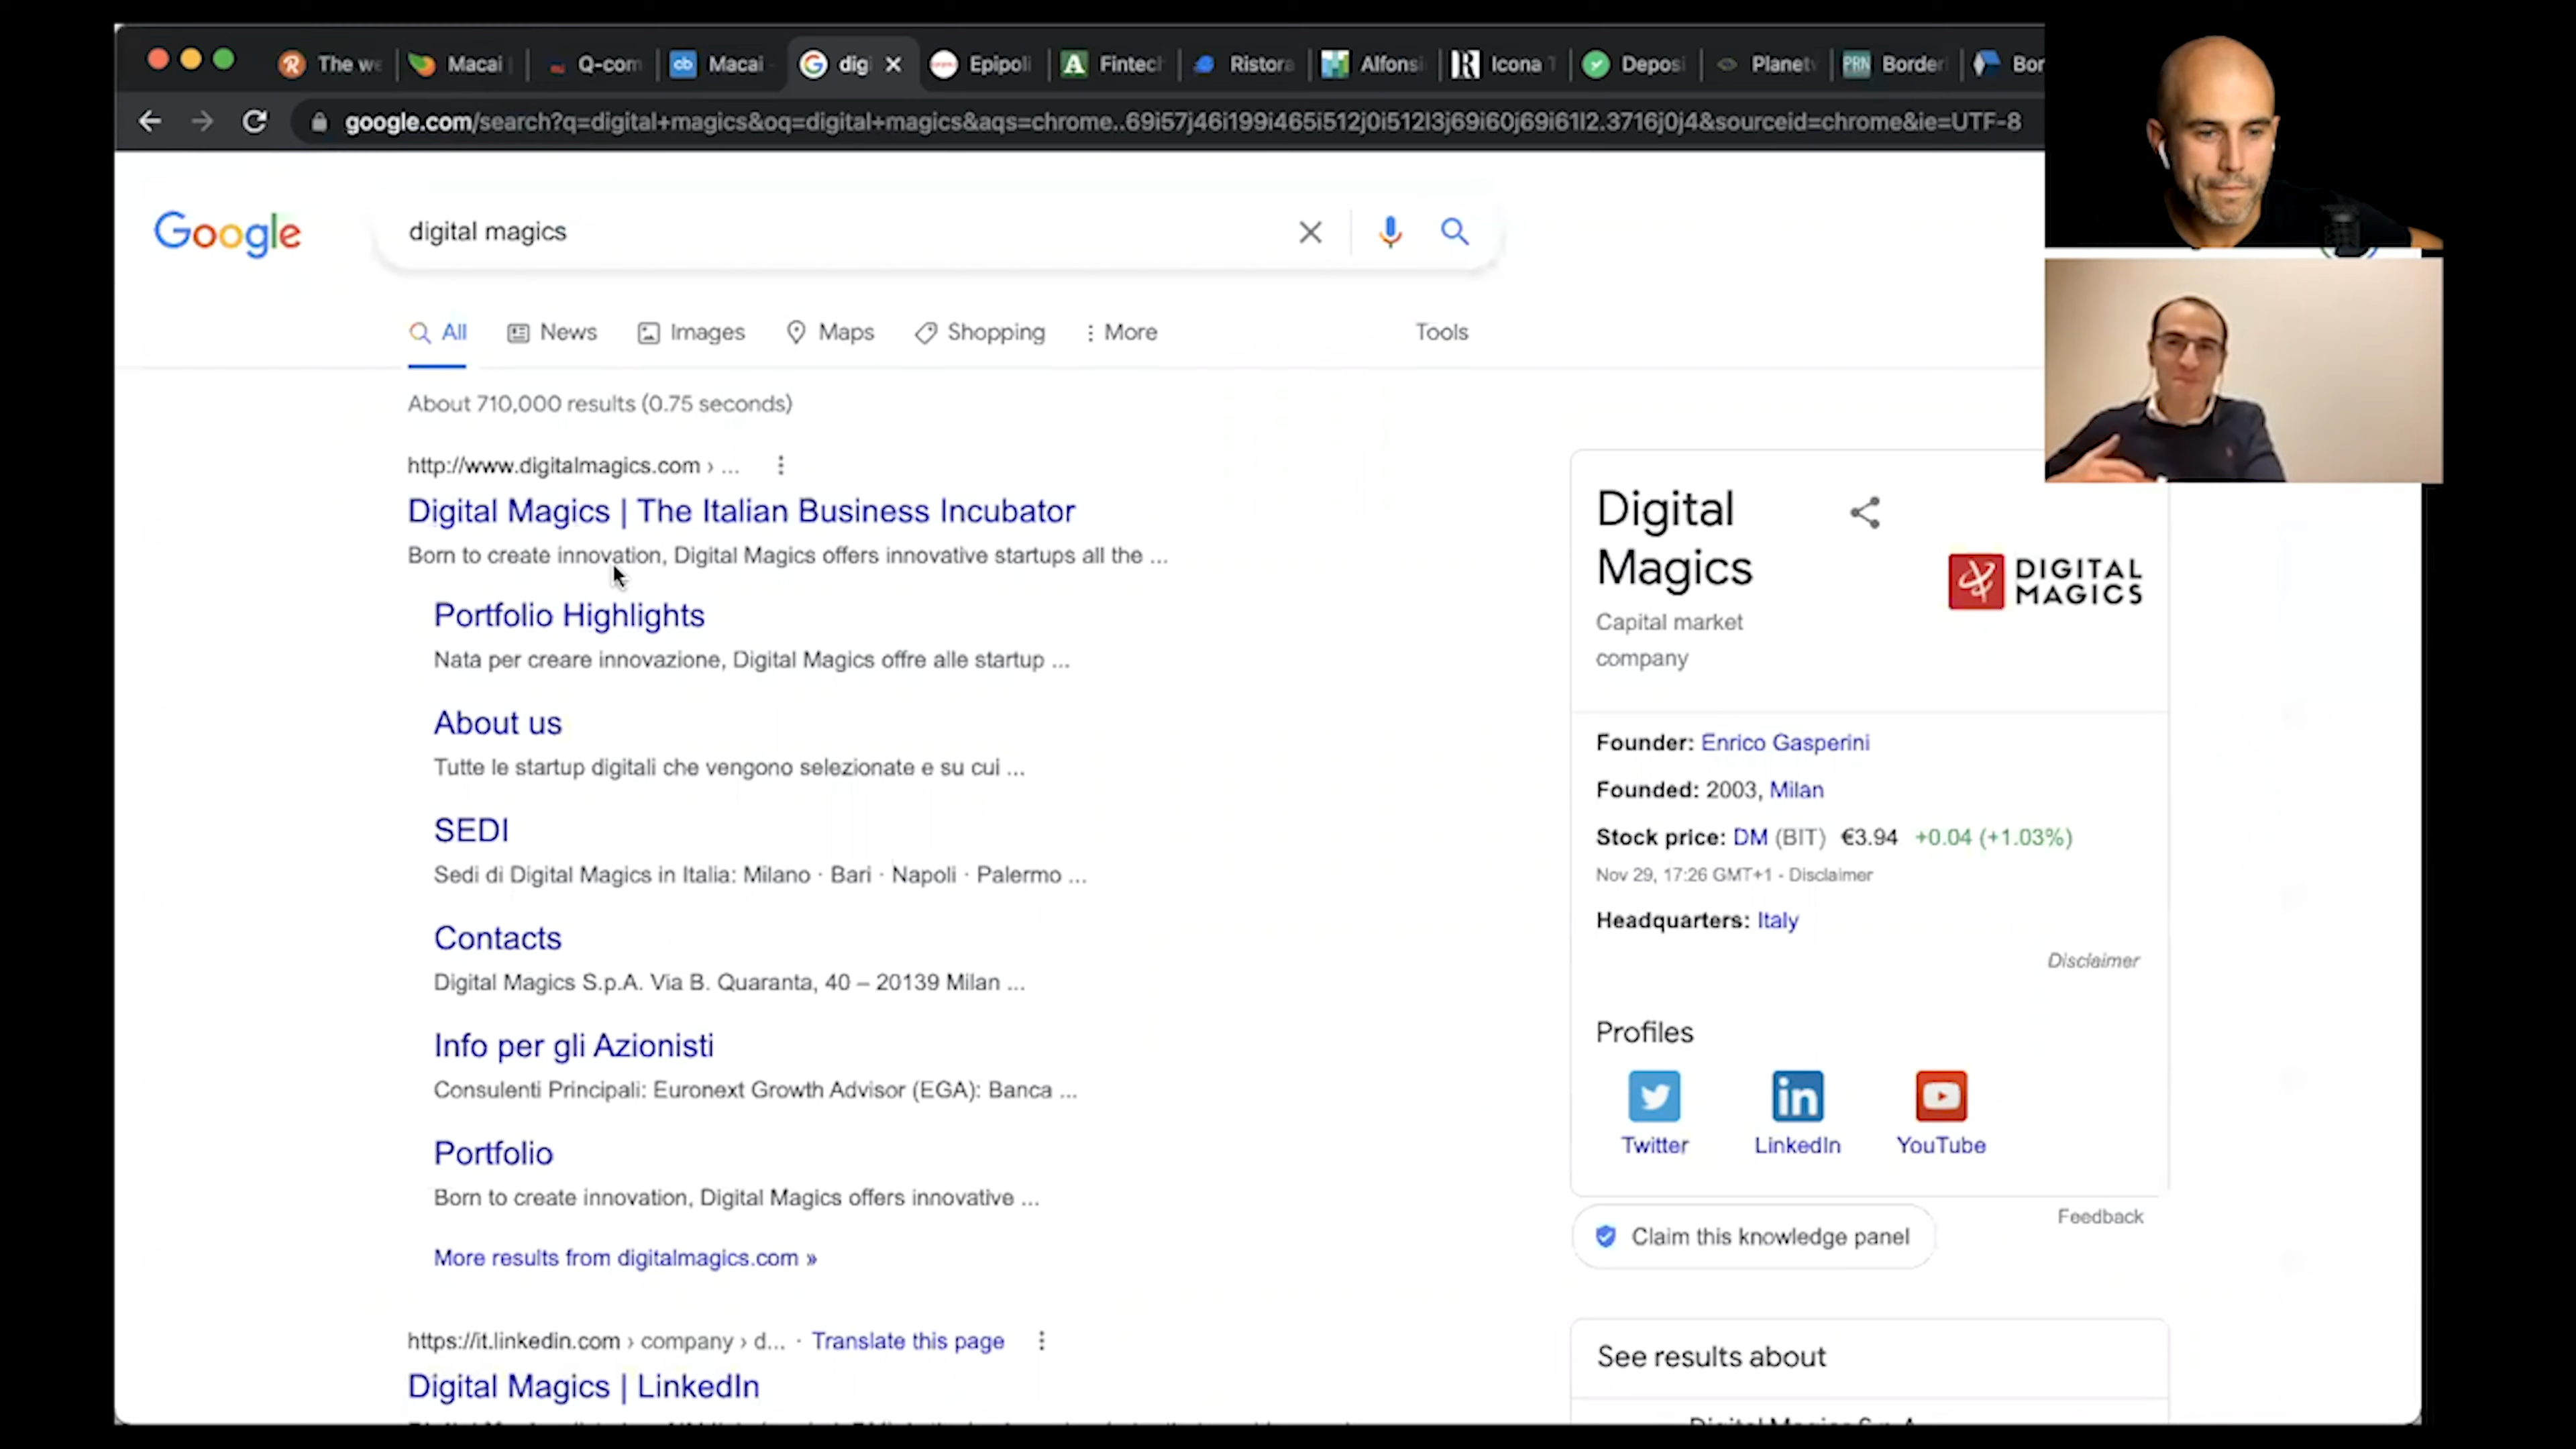 The we
Macai
Q-com
Macai
digi
Epipoli
Fintech
Ristora
Alfonsi
Icona T
Deposi
Planet
Border
Bor
google.com/search?q=digital+magics&oq=digital+magics&aqs=chrome..69i57j46i199i465i512j0i512l3j69i60j69i61l2.3716j0j4&sourceid=chrome&ie=UTF-8
Google
digital magics
All
News
Images
Maps
Shopping
More
Tools
About 710,000 results (0.75 seconds)
http://www.digitalmagics.com › ...
Digital Magics | The Italian Business Incubator
Born to create innovation, Digital Magics offers innovative startups all the ...
Portfolio Highlights
Nata per creare innovazione, Digital Magics offre alle startup ...
About us
Tutte le startup digitali che vengono selezionate e su cui ...
SEDI
Sedi di Digital Magics in Italia: Milano · Bari · Napoli · Palermo ...
Contacts
Digital Magics S.p.A. Via B. Quaranta, 40 – 20139 Milan ...
Info per gli Azionisti
Consulenti Principali: Euronext Growth Advisor (EGA): Banca ...
Portfolio
Born to create innovation, Digital Magics offers innovative ...
More results from digitalmagics.com »
https://it.linkedin.com › company › d... · Translate this page
Digital Magics | LinkedIn
Digital
Magics
Capital market
company
DIGITAL
MAGICS
Founder: Enrico Gasperini
Founded: 2003, Milan
Stock price: DM (BIT) €3.94 +0.04 (+1.03%)
Nov 29, 17:26 GMT+1 - Disclaimer
Headquarters: Italy
Disclaimer
Profiles
Twitter
LinkedIn
YouTube
Feedback
Claim this knowledge panel
See results about
Digital Magics S.p.A